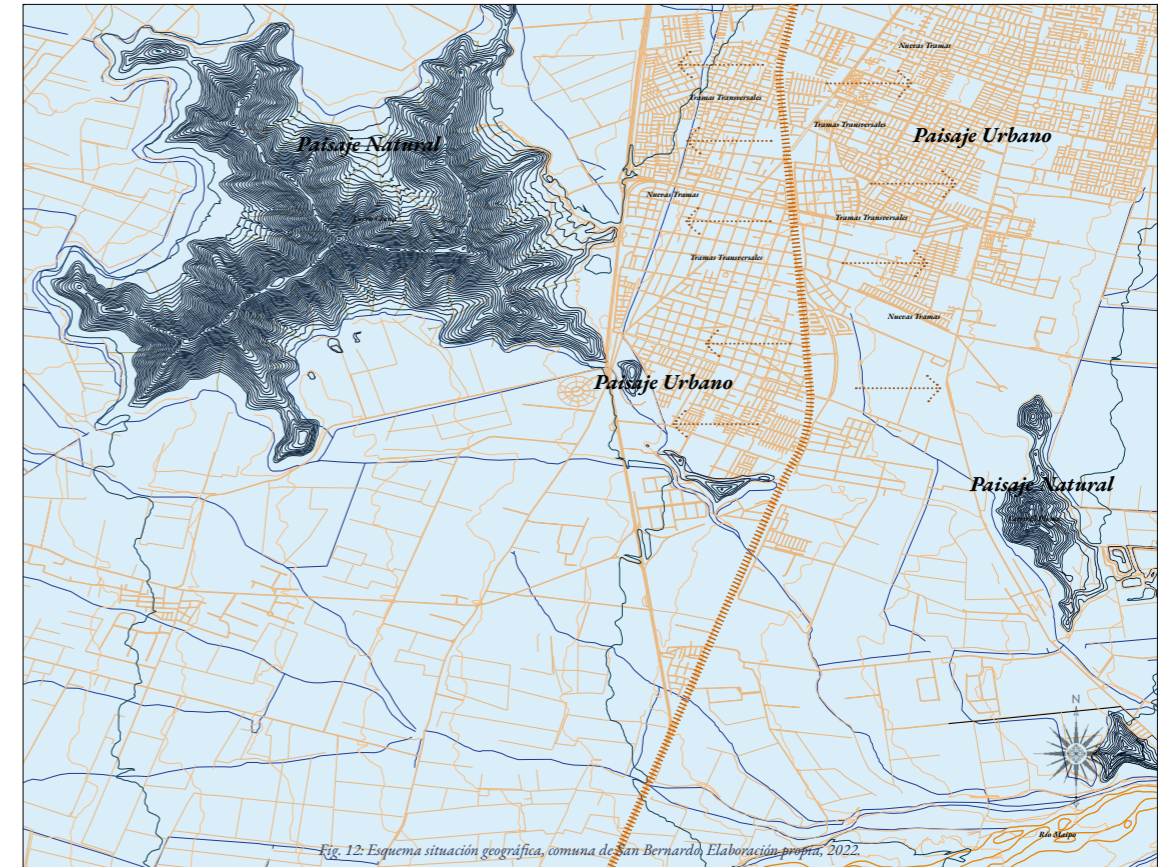 Nuevas Tramas
Tramas Transversales
Tramas Transversales
Paisaje Urbano
Paisaje Natural
Nuevas Tramas
Tramas Transversales
Tramas Transversales
Nuevas Tramas
Paisaje Urbano
Paisaje Natural
N
Río Maipo
Fig. 12: Esquema situación geográfica, comuna de San Bernardo, Elaboración propia, 2022.